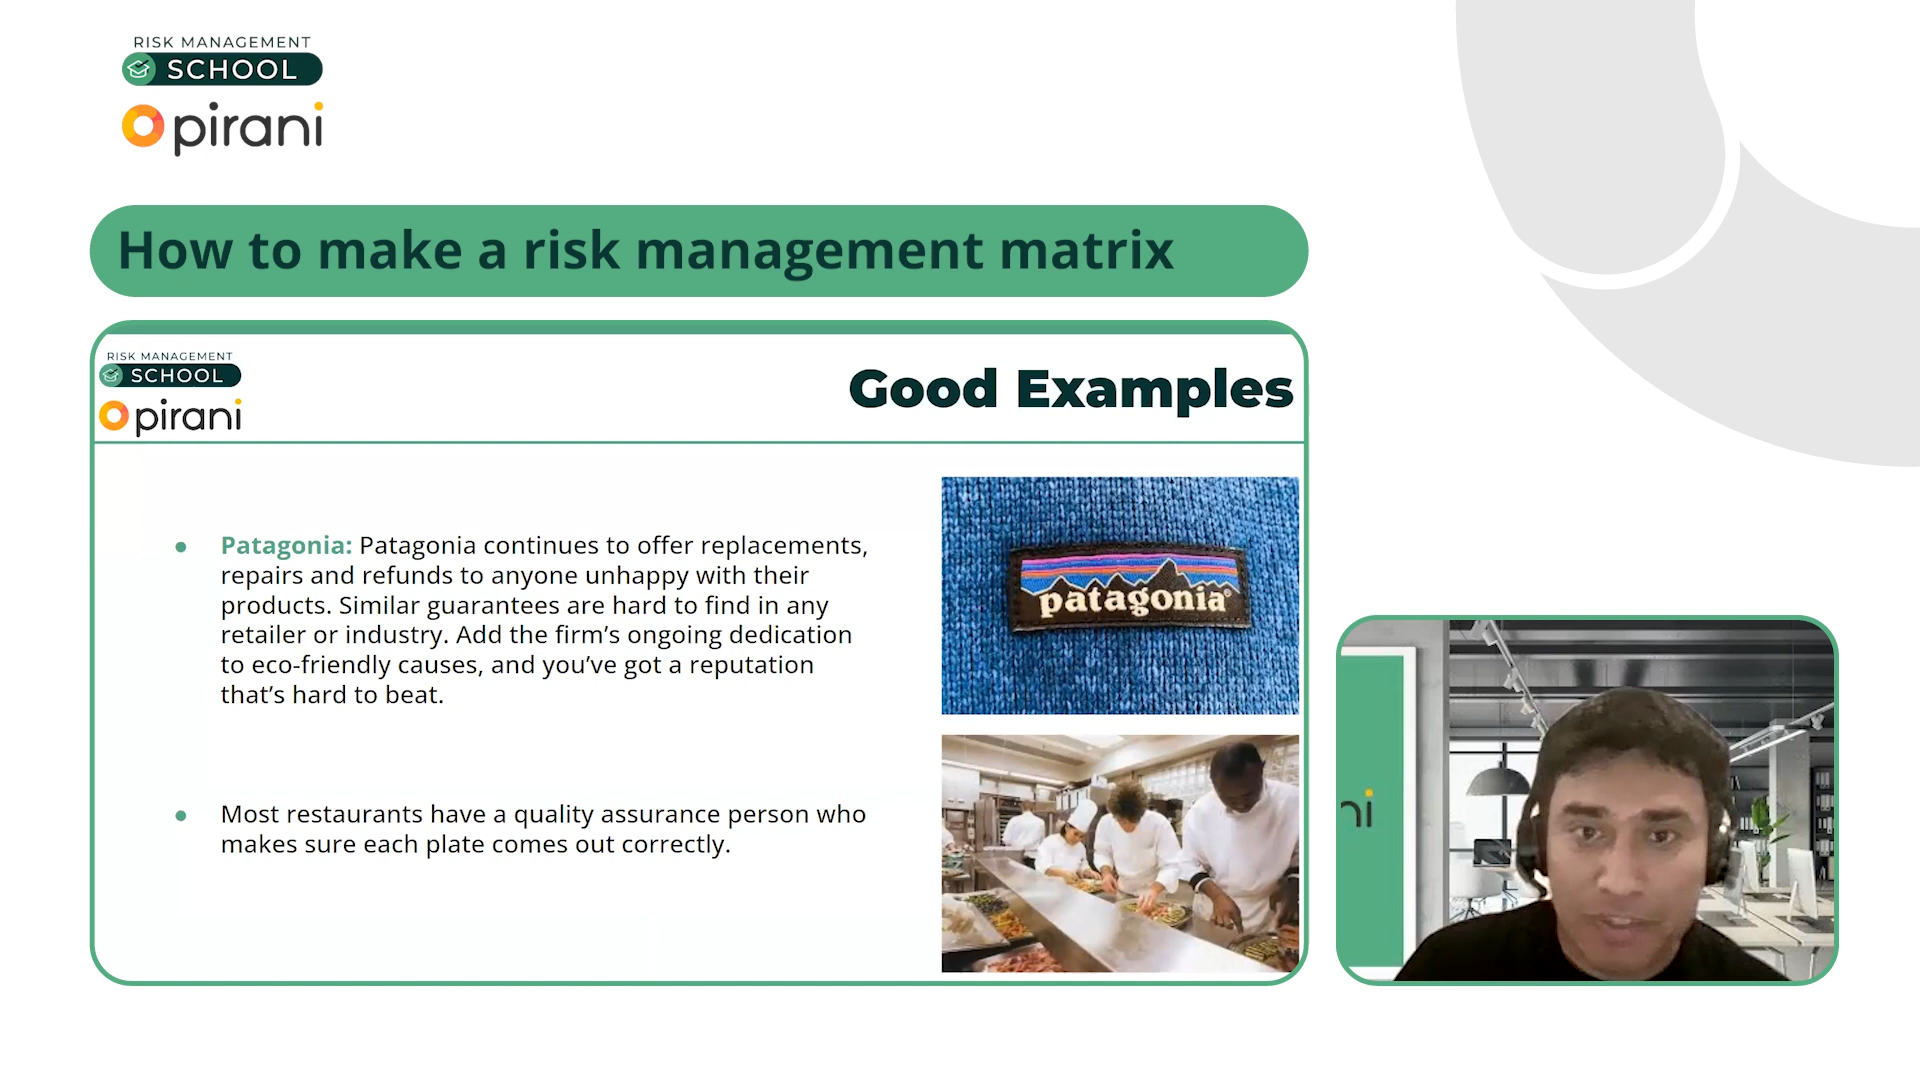 RISK MANAGEMENT
SCHOOL
pirani
How to make a risk management matrix
RISK MANAGEMENT
SCHOOL
pirani
Good Examples
● Patagonia: Patagonia continues to offer replacements,
repairs and refunds to anyone unhappy with their
products. Similar guarantees are hard to find in any
retailer or industry. Add the firm’s ongoing dedication
to eco-friendly causes, and you’ve got a reputation
that’s hard to beat.
● Most restaurants have a quality assurance person who
makes sure each plate comes out correctly.
patagonia®
ni